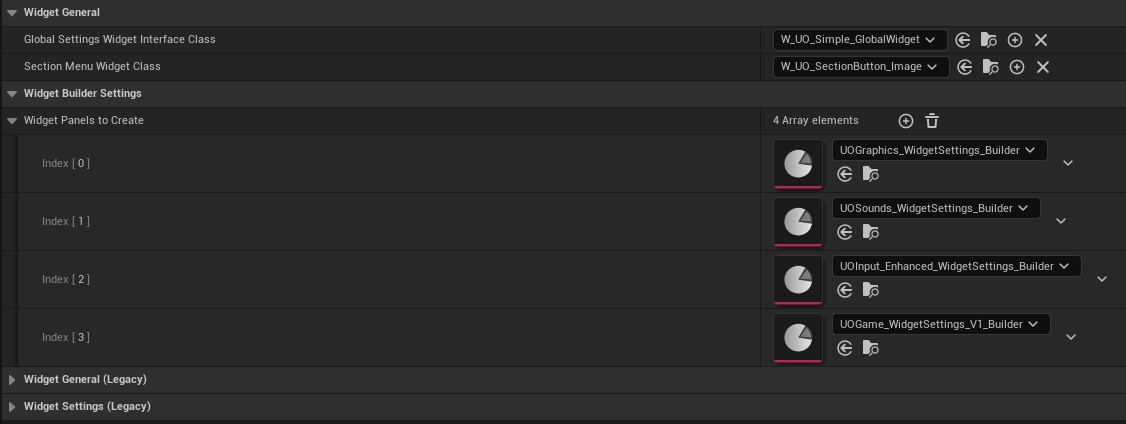 Widget General
Global Settings Widget Interface Class
W_UO_Simple_GlobalWidget
Section Menu Widget Class
W_UO_SectionButton_Image
Widget Builder Settings
Widget Panels to Create
4 Array elements
Index [ 0 ]
UOGraphics_WidgetSettings_Builder
Index [ 1 ]
UOSounds_WidgetSettings_Builder
Index [ 2 ]
UOInput_Enhanced_WidgetSettings_Builder
Index [ 3 ]
UOGame_WidgetSettings_V1_Builder
Widget General (Legacy)
Widget Settings (Legacy)